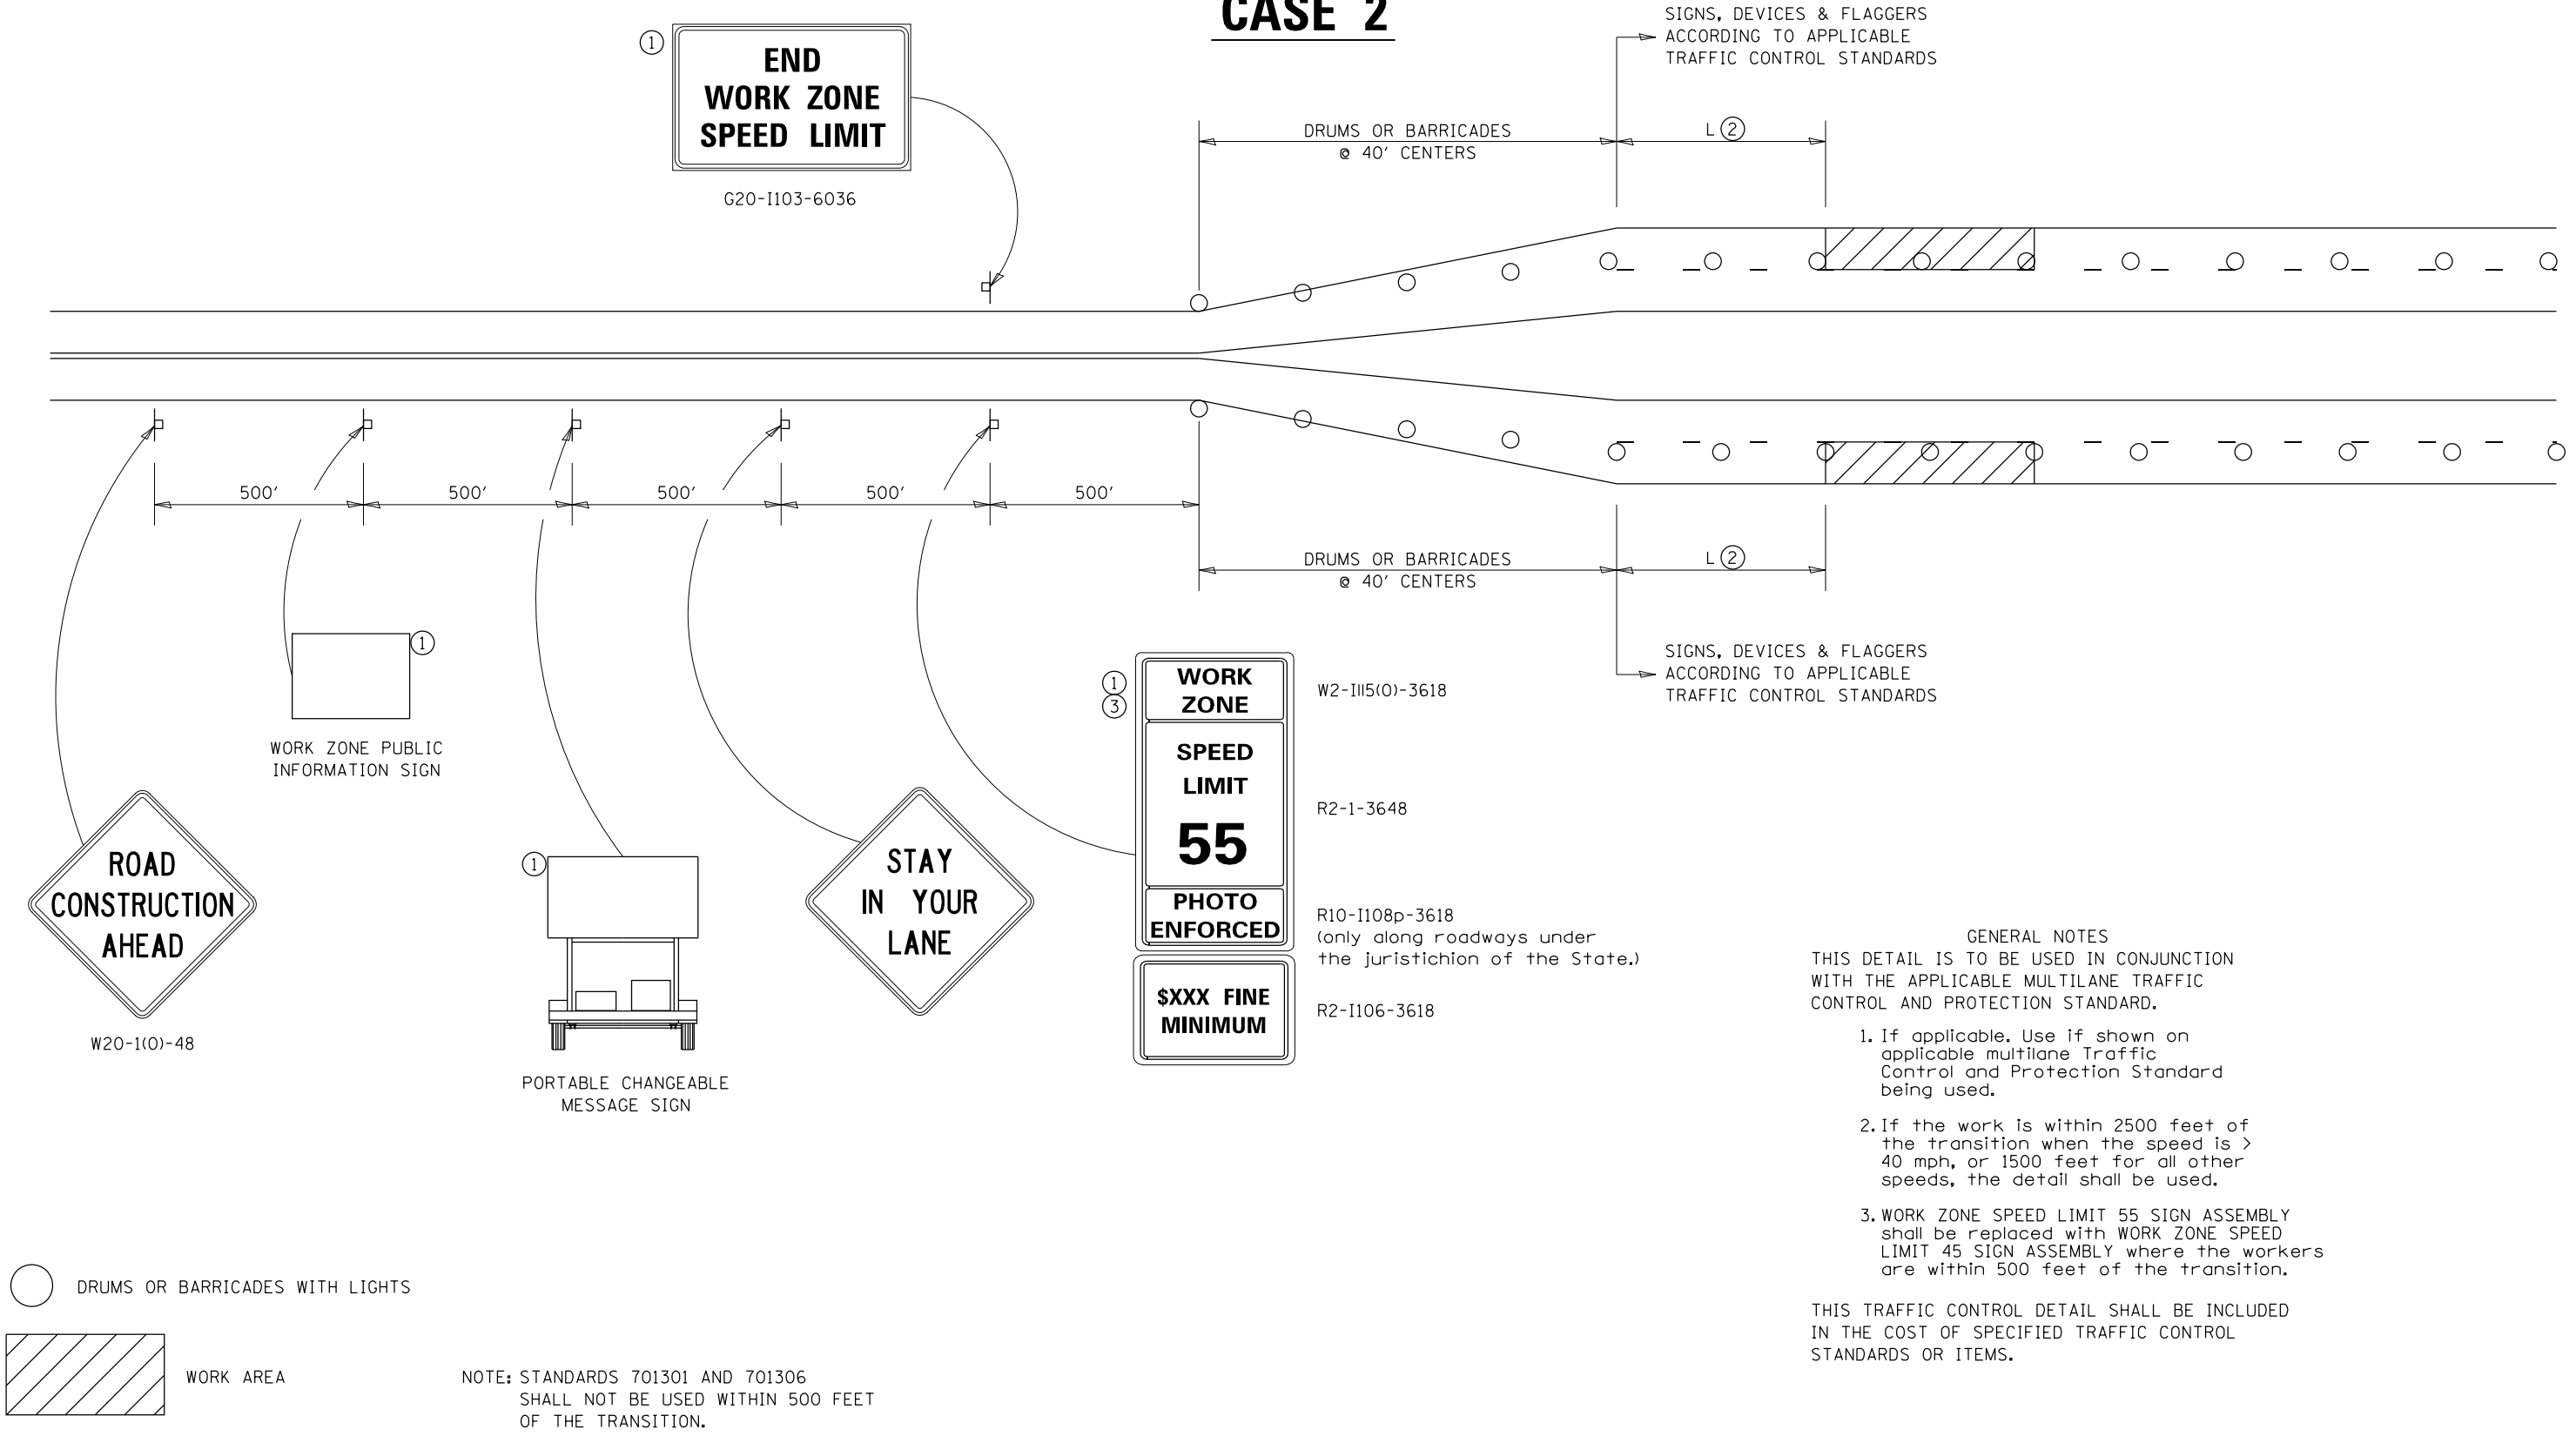 CASE 2
SIGNS, DEVICES & FLAGGERS
ACCORDING TO APPLICABLE
TRAFFIC CONTROL STANDARDS
1
END
WORK ZONE
SPEED LIMIT
G20-I103-6036
DRUMS OR BARRICADES
@ 40' CENTERS
L 2
500'
500'
500'
500'
500'
DRUMS OR BARRICADES
@ 40' CENTERS
L 2
SIGNS, DEVICES & FLAGGERS
ACCORDING TO APPLICABLE
TRAFFIC CONTROL STANDARDS
1
WORK ZONE PUBLIC
INFORMATION SIGN
ROAD
CONSTRUCTION
AHEAD
W20-1(O)-48
1
PORTABLE CHANGEABLE
MESSAGE SIGN
STAY
IN YOUR
LANE
1
3
WORK
ZONE
W2-I115(O)-3618
SPEED
LIMIT
55
R2-1-3648
PHOTO
ENFORCED
R10-I108p-3618
(only along roadways under
the juristichion of the State.)
$XXX FINE
MINIMUM
R2-I106-3618
GENERAL NOTES
THIS DETAIL IS TO BE USED IN CONJUNCTION
WITH THE APPLICABLE MULTILANE TRAFFIC
CONTROL AND PROTECTION STANDARD.
1. If applicable. Use if shown on
applicable multilane Traffic
Control and Protection Standard
being used.
2. If the work is within 2500 feet of
the transition when the speed is >
40 mph, or 1500 feet for all other
speeds, the detail shall be used.
3. WORK ZONE SPEED LIMIT 55 SIGN ASSEMBLY
shall be replaced with WORK ZONE SPEED
LIMIT 45 SIGN ASSEMBLY where the workers
are within 500 feet of the transition.
THIS TRAFFIC CONTROL DETAIL SHALL BE INCLUDED
IN THE COST OF SPECIFIED TRAFFIC CONTROL
STANDARDS OR ITEMS.
DRUMS OR BARRICADES WITH LIGHTS
WORK AREA
NOTE: STANDARDS 701301 AND 701306
SHALL NOT BE USED WITHIN 500 FEET
OF THE TRANSITION.